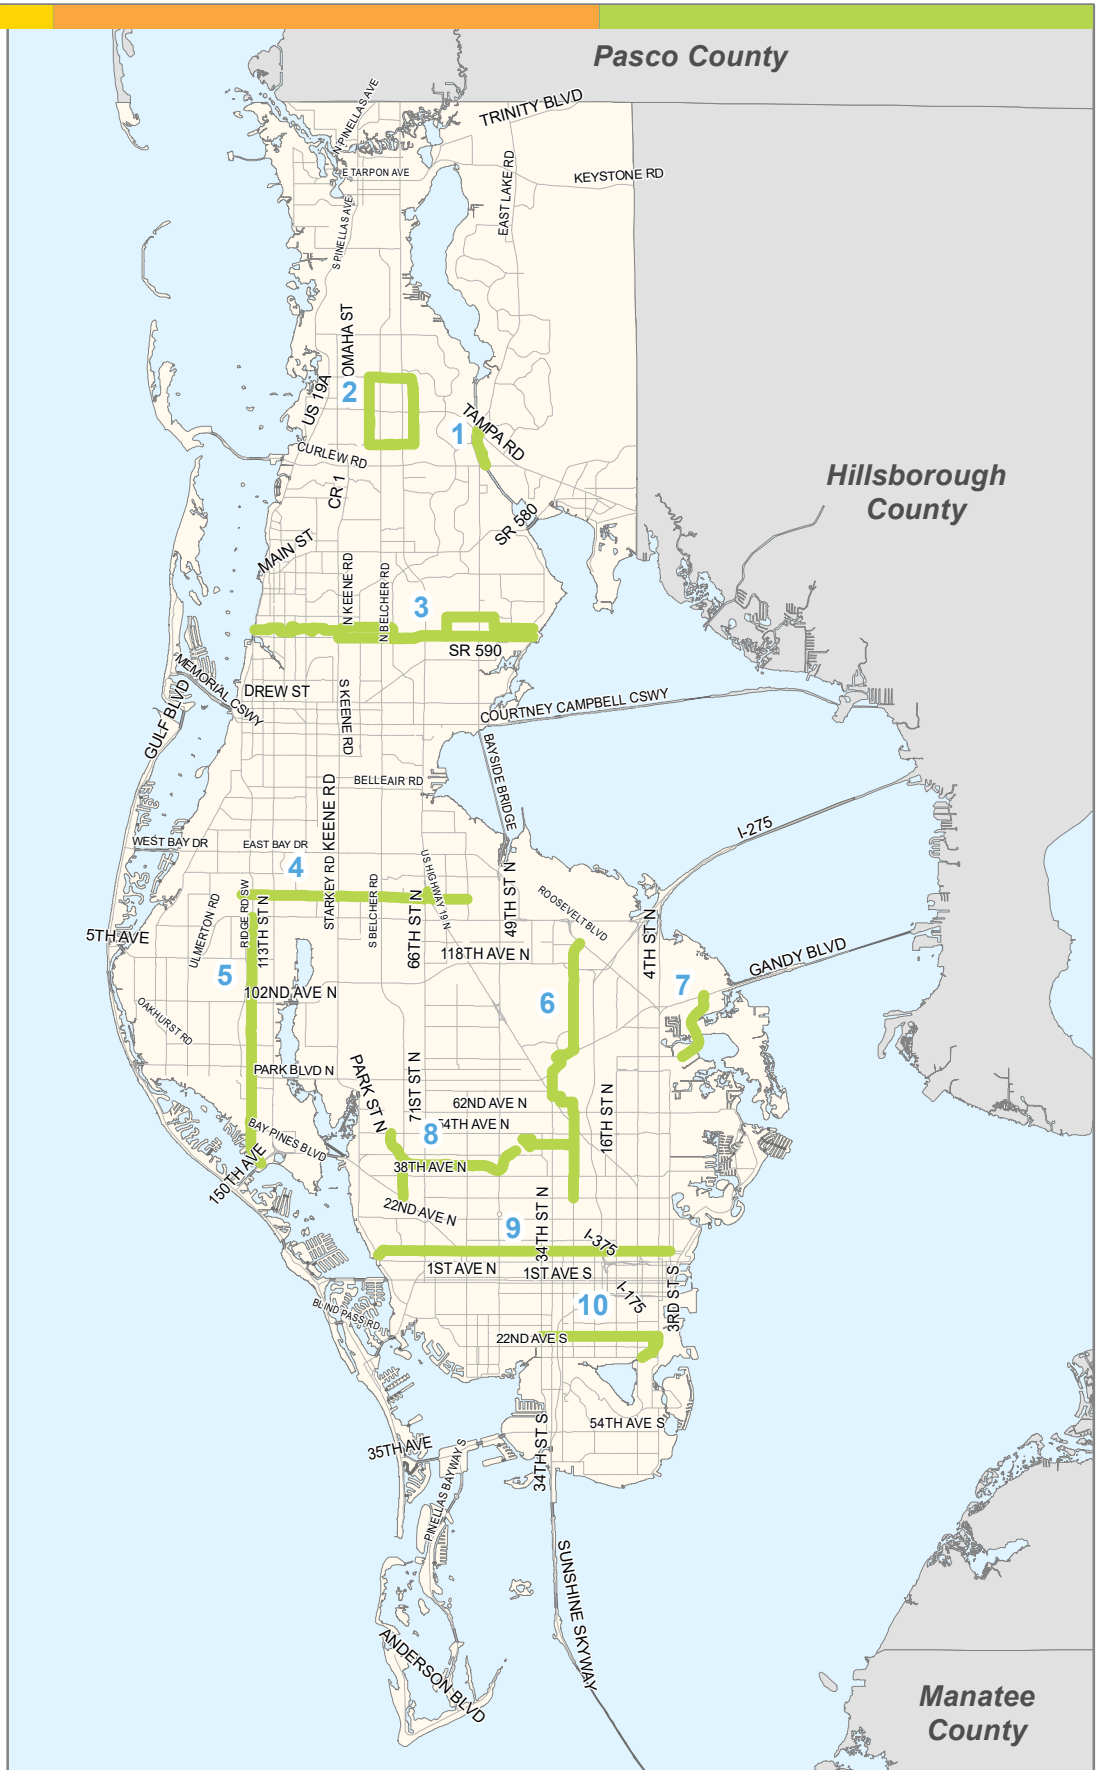 Pasco County
N PINELLAS AVE
TRINITY BLVD
E TARPON AVE
KEYSTONE RD
EAST LAKE RD
S PINELLAS AVE
OMAHA ST
US 19A
2
TAMPA RD
1
CURLEW RD
Hillsborough
County
CR 1
SR 580
MAIN ST
N KEENE RD
N BELCHER RD
3
SR 590
MEMORIAL CSWY
DREW ST
S KEENE RD
GULF BLVD
COURTNEY CAMPBELL CSWY
BAYSIDE BRIDGE
BELLEAIR RD
KEENE RD
I-275
WEST BAY DR
EAST BAY DR
4
US HIGHWAY 19 N
STARKEY RD
S BELCHER RD
RIDGE RD SW
113TH ST N
ULMERTON RD
66TH ST N
49TH ST N
ROOSEVELT BLVD
4TH ST N
5TH AVE
118TH AVE N
GANDY BLVD
5
102ND AVE N
6
7
OAKHURST RD
PARK BLVD N
PARK ST N
71ST ST N
62ND AVE N
16TH ST N
54TH AVE N
8
BAY PINES BLVD
38TH AVE N
150TH AVE
22ND AVE N
34TH ST N
9
I-375
1ST AVE N
1ST AVE S
I-175
3RD ST S
10
BLIND PASS RD
22ND AVE S
54TH AVE S
34TH ST S
35TH AVE
PINELLAS BAYWAY S
SUNSHINE SKYWAY
ANDERSON BLVD
Manatee
County